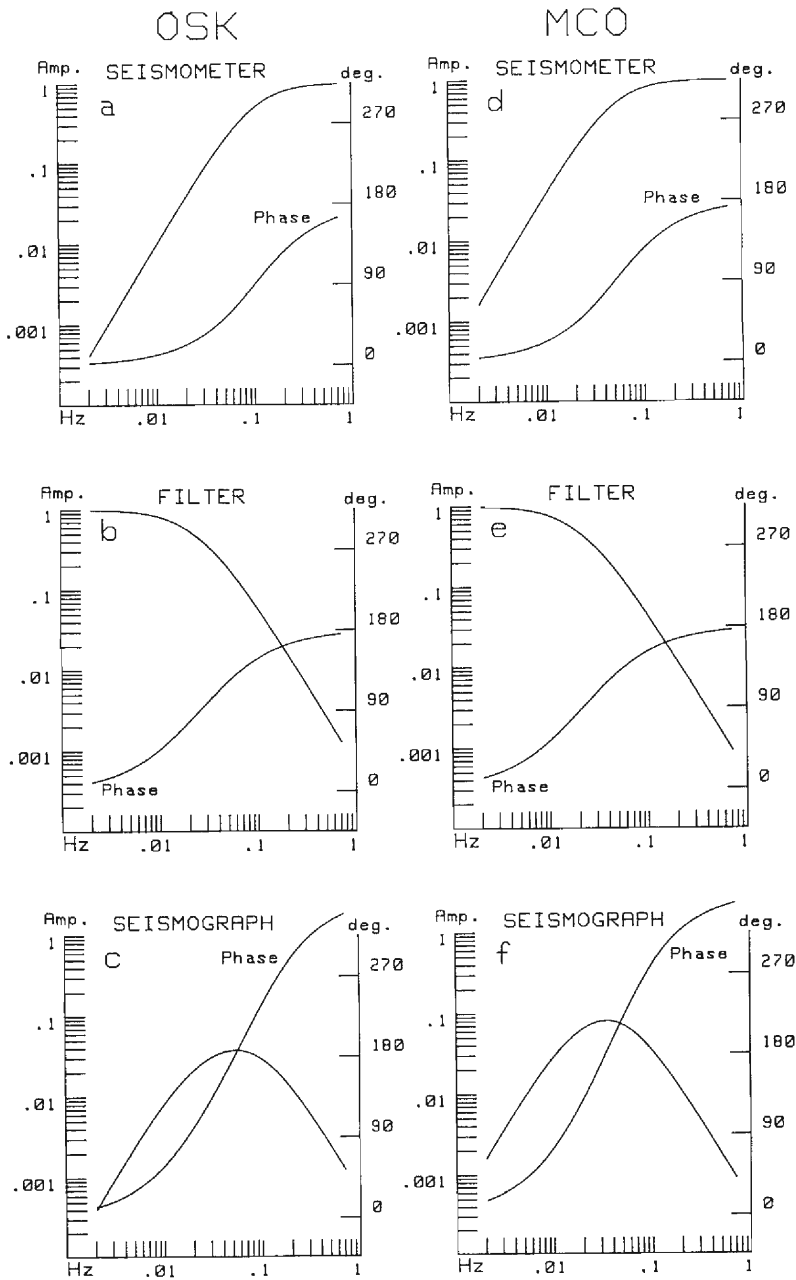 OSK
MCO
Amp. SEISMOMETER deg.
a
1
.1
.01
.001
270
180
90
0
Phase
Hz .01 .1 1
Amp. SEISMOMETER deg.
d
1
.1
.01
.001
270
180
90
0
Phase
Hz .01 .1 1
Amp. FILTER deg.
b
1
.1
.01
.001
270
180
90
0
Phase
Hz .01 .1 1
Amp. FILTER deg.
e
1
.1
.01
.001
270
180
90
0
Phase
Hz .01 .1 1
Amp. SEISMOGRAPH deg.
c
Phase
1
.1
.01
.001
270
180
90
0
Hz .01 .1 1
Amp. SEISMOGRAPH deg.
f
Phase
1
.1
.01
.001
270
180
90
0
Hz .01 .1 1